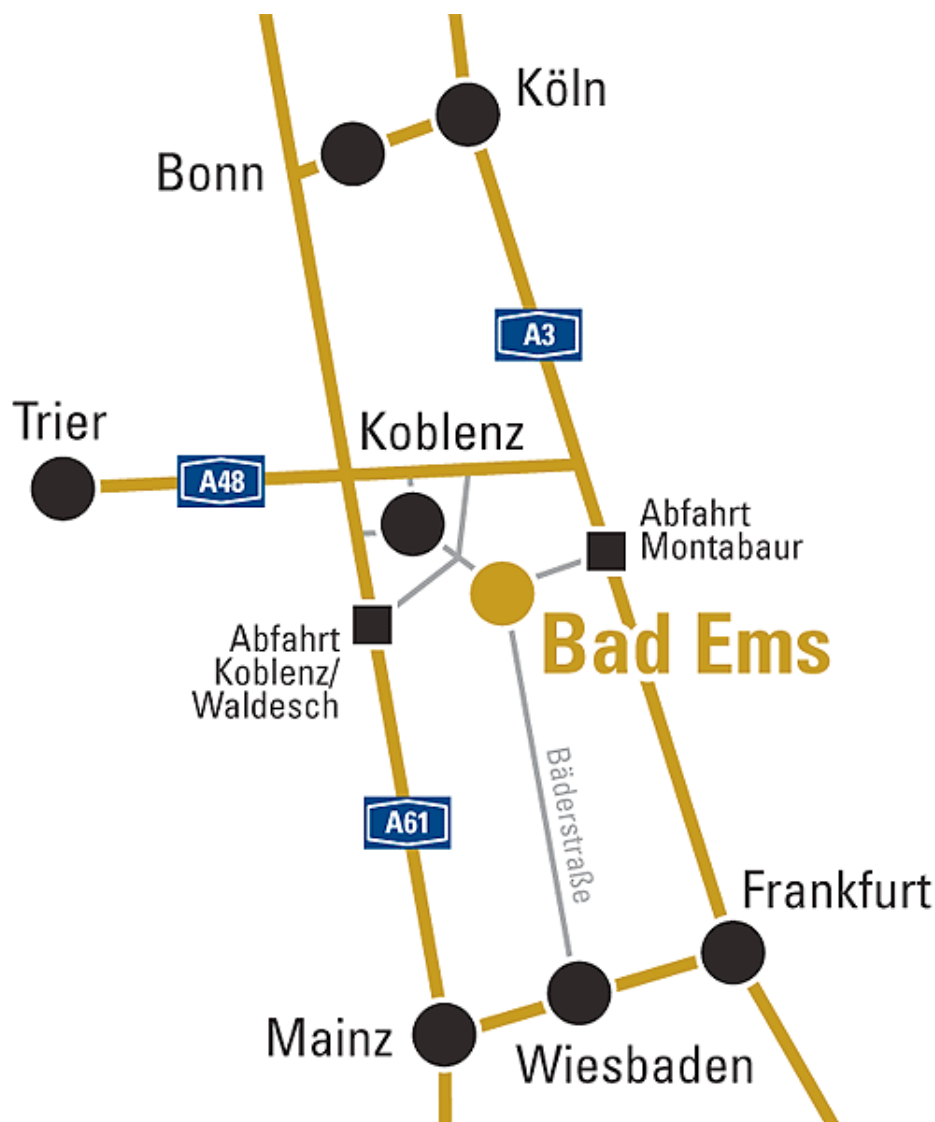 Köln
Bonn
A3
Trier
Koblenz
A48
Abfahrt
Montabaur
Bad Ems
Abfahrt
Koblenz/
Waldesch
Bäderstraße
A61
Frankfurt
Mainz
Wiesbaden